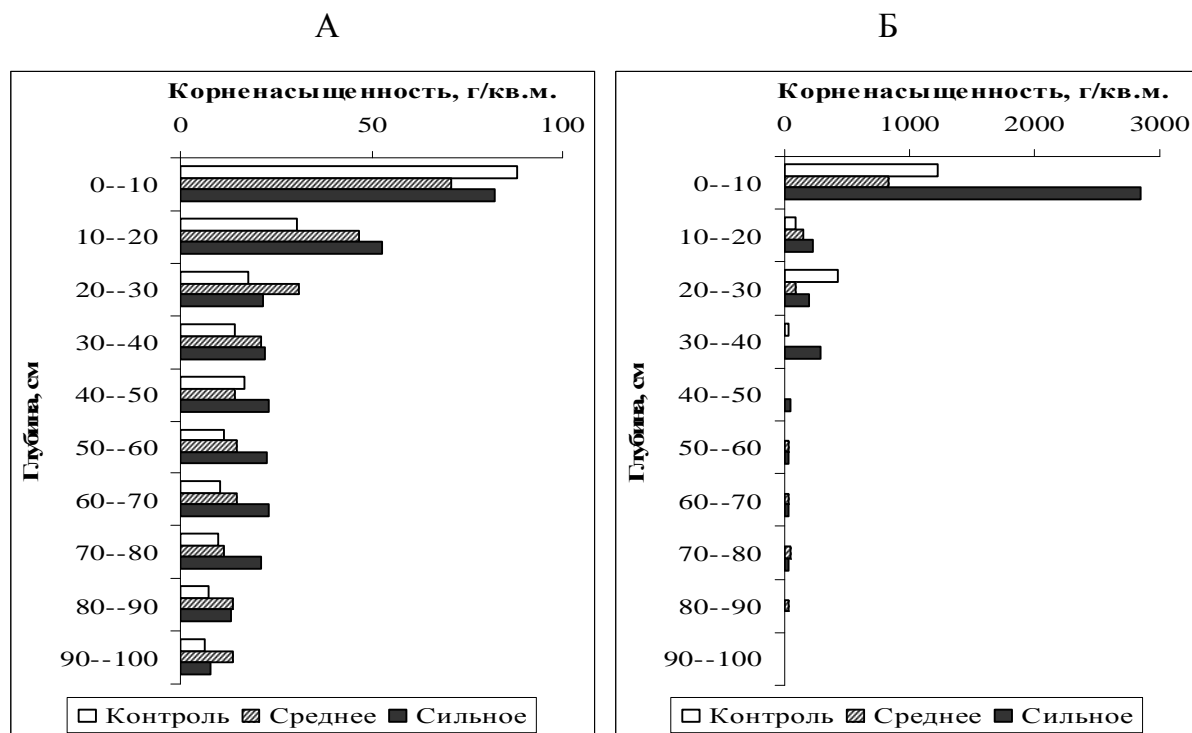 А
Корненасыщенность, г/кв.м.
0 50 100
Глубина, см
0--10
10--20
20--30
30--40
40--50
50--60
60--70
70--80
80--90
90--100
Контроль Среднее Сильное
Б
Корненасыщенность, г/кв.м.
0 1000 2000 3000
Глубина, см
0--10
10--20
20--30
30--40
40--50
50--60
60--70
70--80
80--90
90--100
Контроль Среднее Сильное